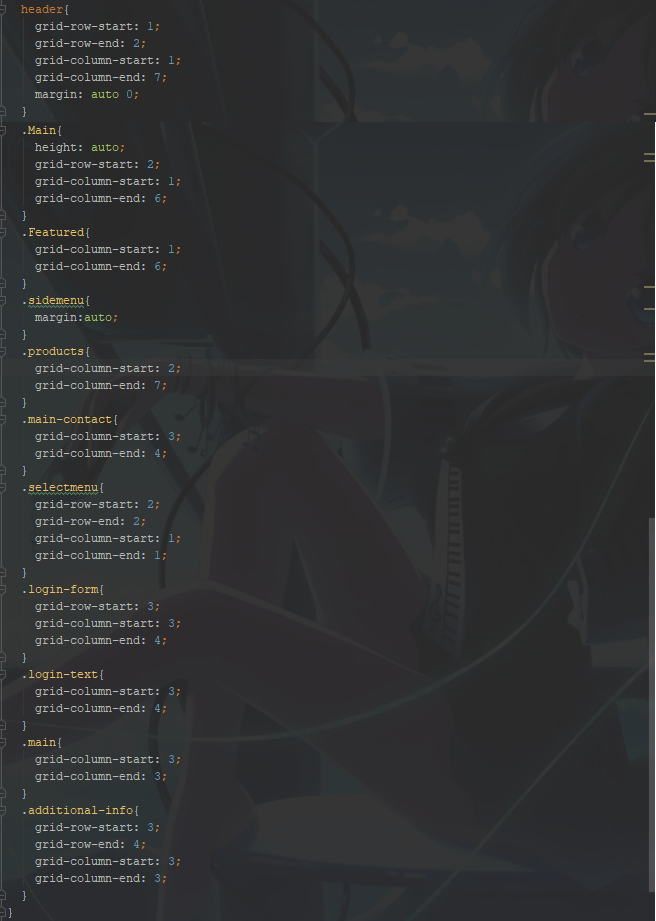 header{
grid-row-start: 1;
grid-row-end: 2;
grid-column-start: 1;
grid-column-end: 7;
margin: auto 0;
}
.Main{
height: auto;
grid-row-start: 2;
grid-column-start: 1;
grid-column-end: 6;
}
.Featured{
grid-column-start: 1;
grid-column-end: 6;
}
.sidemenu{
margin:auto;
}
.products{
grid-column-start: 2;
grid-column-end: 7;
}
.main-contact{
grid-column-start: 3;
grid-column-end: 4;
}
.selectmenu{
grid-row-start: 2;
grid-row-end: 2;
grid-column-start: 1;
grid-column-end: 1;
}
.login-form{
grid-row-start: 3;
grid-column-start: 3;
grid-column-end: 4;
}
.login-text{
grid-column-start: 3;
grid-column-end: 4;
}
.main{
grid-column-start: 3;
grid-column-end: 3;
}
.additional-info{
grid-row-start: 3;
grid-row-end: 4;
grid-column-start: 3;
grid-column-end: 3;
}
}